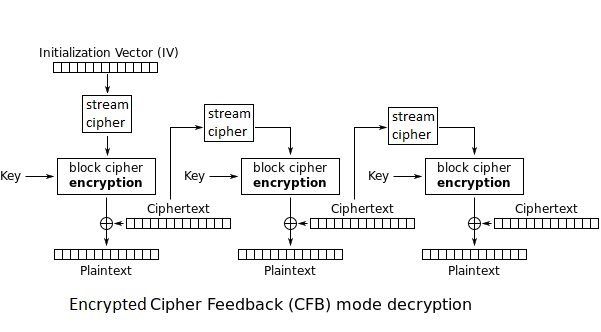 Initialization Vector (IV)
stream
cipher
stream
cipher
stream
cipher
Key
block cipher
encryption
Key
block cipher
encryption
Key
block cipher
encryption
Ciphertext
Ciphertext
Ciphertext
Plaintext
Plaintext
Plaintext
Encrypted Cipher Feedback (CFB) mode decryption